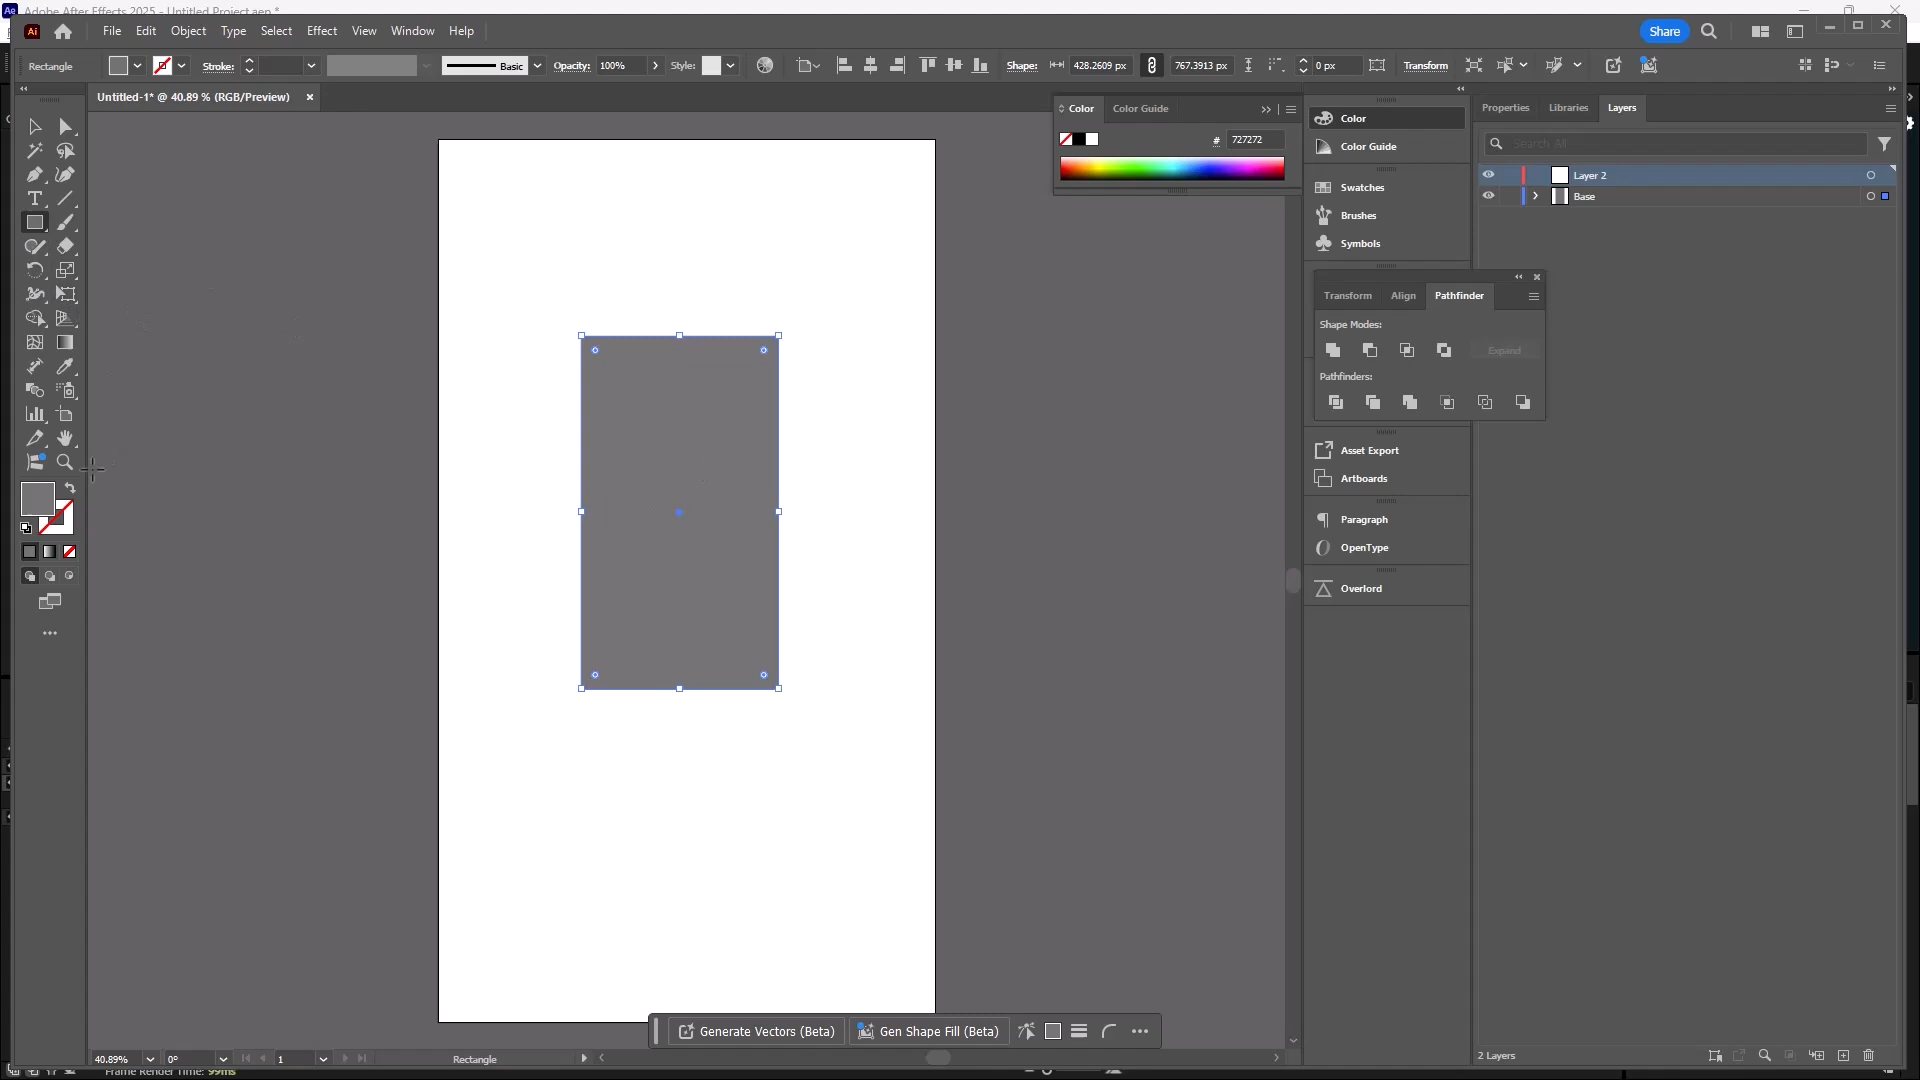 Ae Adobe After Effects 2025 - Untitled Project.aep *
Ai File Edit Object Type Select Effect View Window Help Share
Rectangle Stroke: Basic Opacity: 100% Style: Shape: 428.2609 px 767.3913 px 0 px Transform
Untitled-1* @ 40.89 % (RGB/Preview)
Color Color Guide
# 727272
Color
Color Guide
Swatches
Brushes
Symbols
Transform Align Pathfinder
Shape Modes:
Expand
Pathfinders:
Asset Export
Artboards
Paragraph
OpenType
Overlord
Properties Libraries Layers
Search All
Layer 2
Base
Generate Vectors (Beta) Gen Shape Fill (Beta)
40.89% 0° 1 Rectangle
2 Layers
Frame Render Time: 99ms